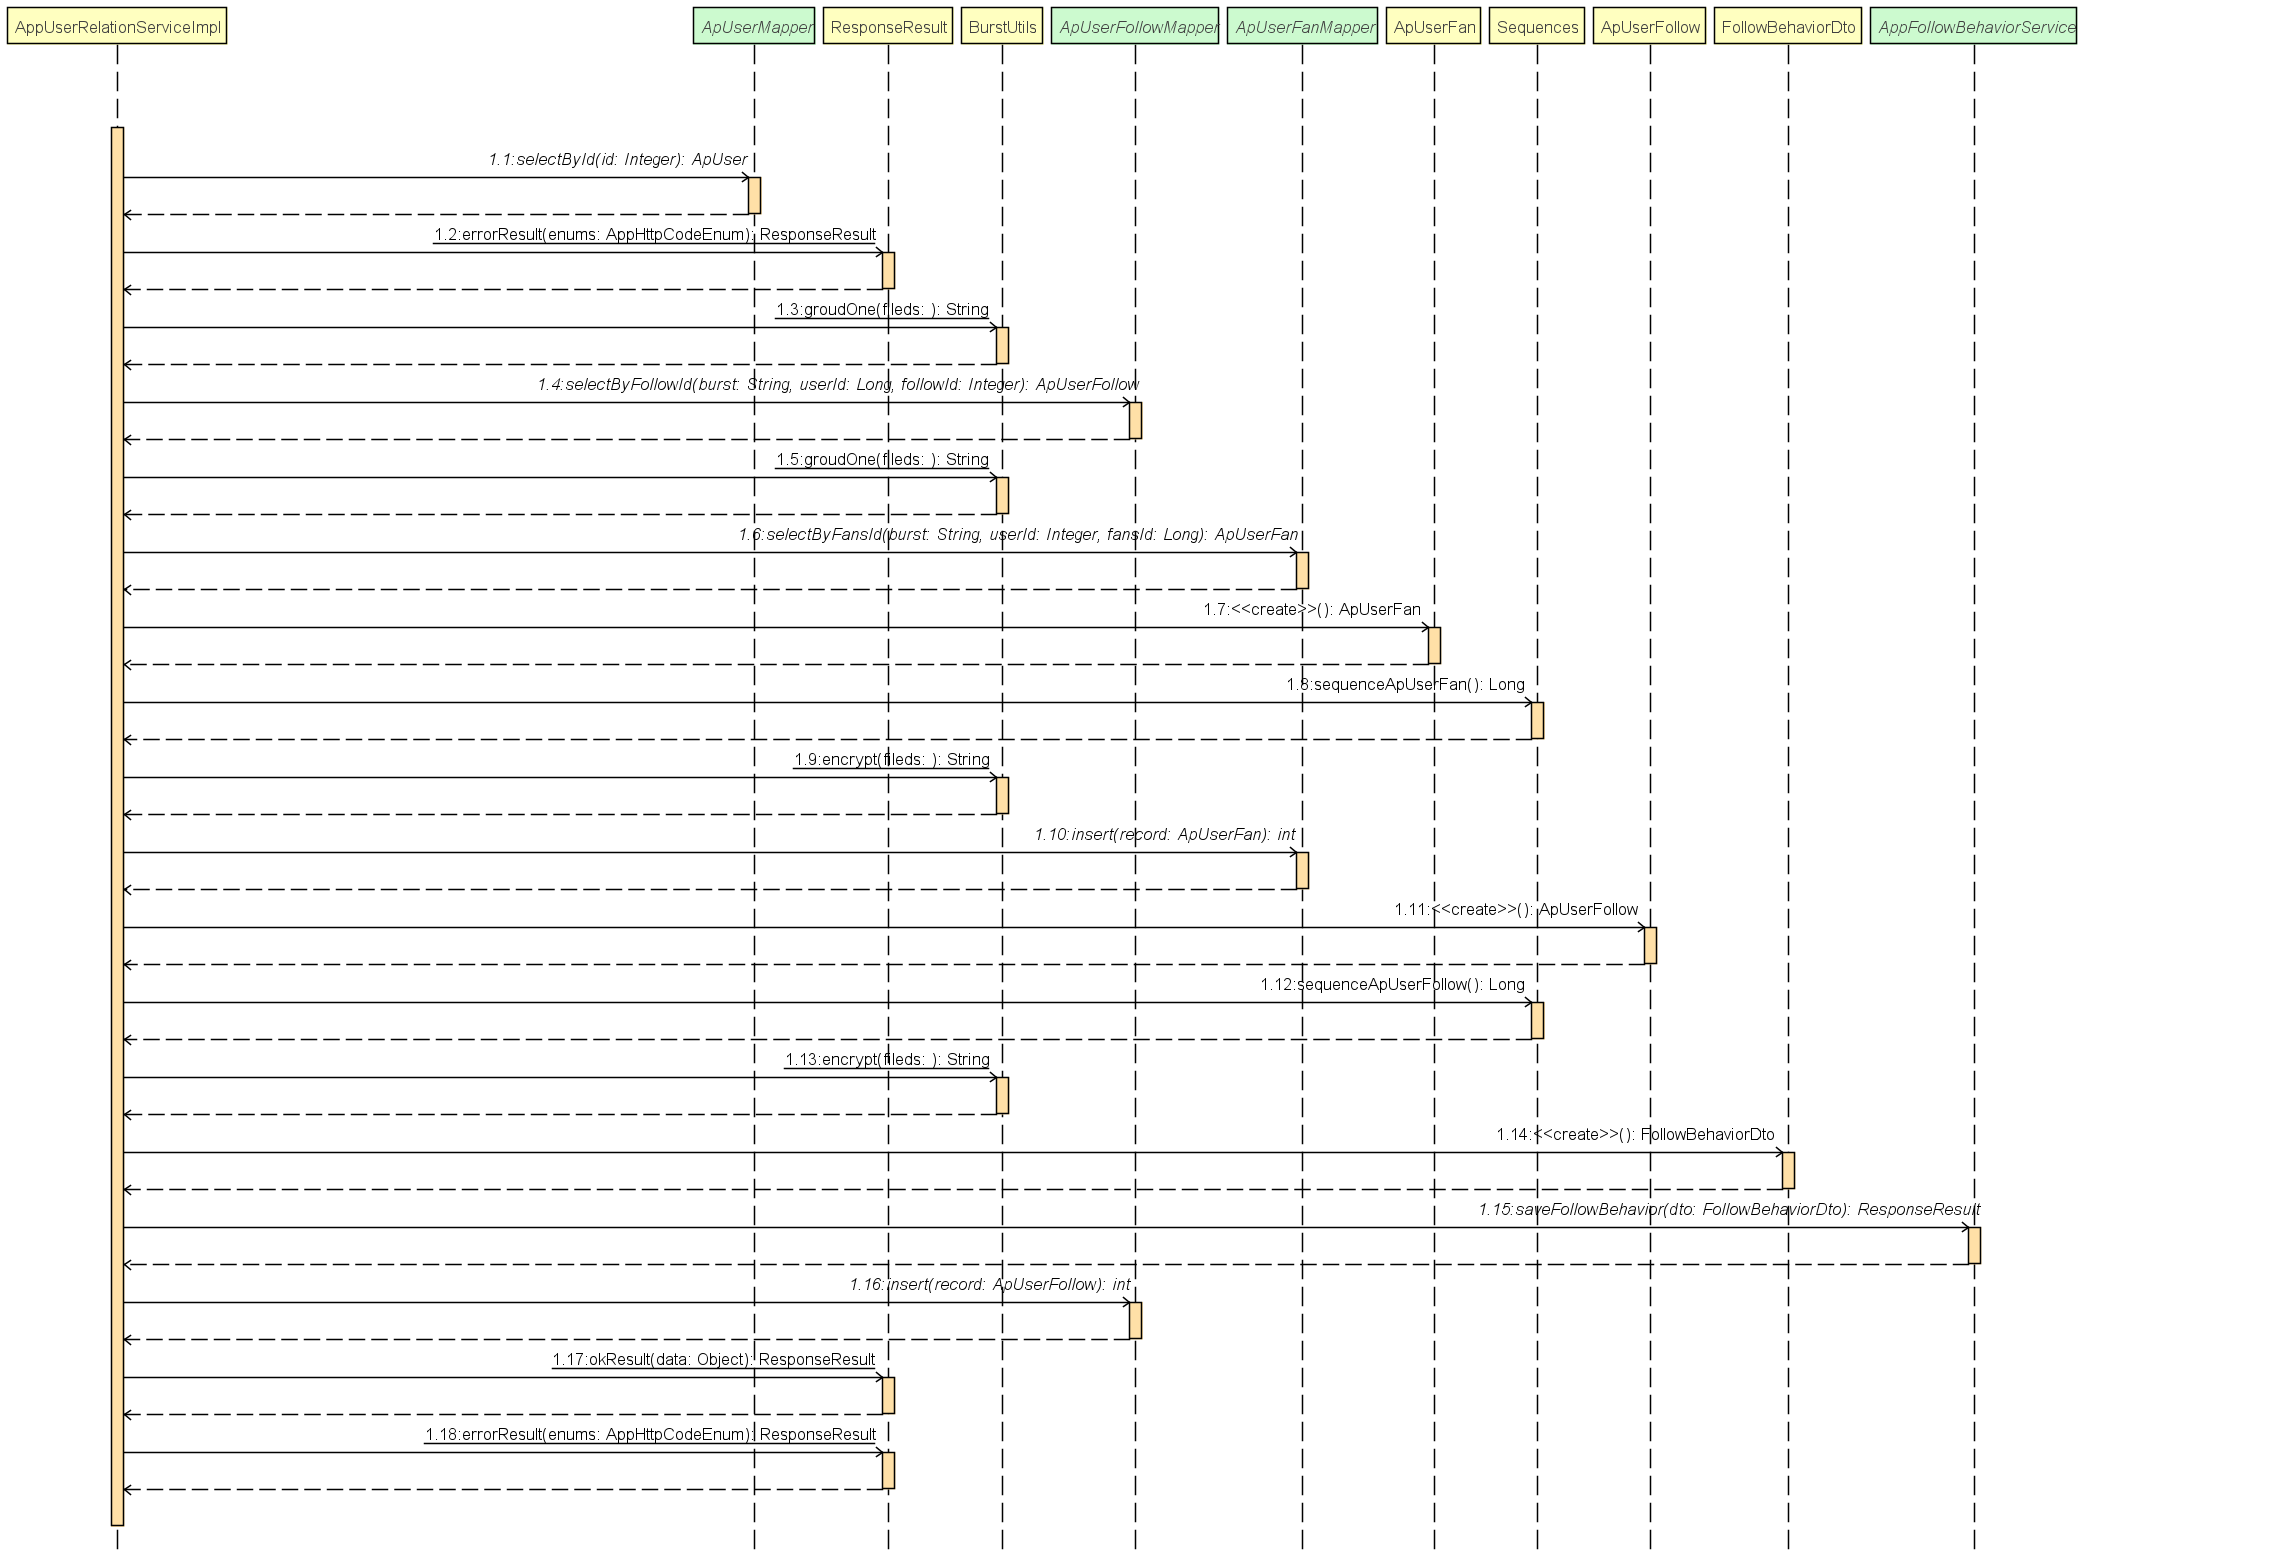 AppUserRelationServiceImpl
ApUserMapper
ResponseResult
BurstUtils
ApUserFollowMapper
ApUserFanMapper
ApUserFan
Sequences
ApUserFollow
FollowBehaviorDto
AppFollowBehaviorService
1.1:selectById(id: Integer): ApUser
1.2:errorResult(enums: AppHttpCodeEnum): ResponseResult
1.3:groudOne(fileds: ): String
1.4:selectByFollowId(burst: String, userId: Long, followId: Integer): ApUserFollow
1.5:groudOne(fileds: ): String
1.6:selectByFansId(burst: String, userId: Integer, fansId: Long): ApUserFan
1.7:<<create>>(): ApUserFan
1.8:sequenceApUserFan(): Long
1.9:encrypt(fileds: ): String
1.10:insert(record: ApUserFan): int
1.11:<<create>>(): ApUserFollow
1.12:sequenceApUserFollow(): Long
1.13:encrypt(fileds: ): String
1.14:<<create>>(): FollowBehaviorDto
1.15:saveFollowBehavior(dto: FollowBehaviorDto): ResponseResult
1.16:insert(record: ApUserFollow): int
1.17:okResult(data: Object): ResponseResult
1.18:errorResult(enums: AppHttpCodeEnum): ResponseResult